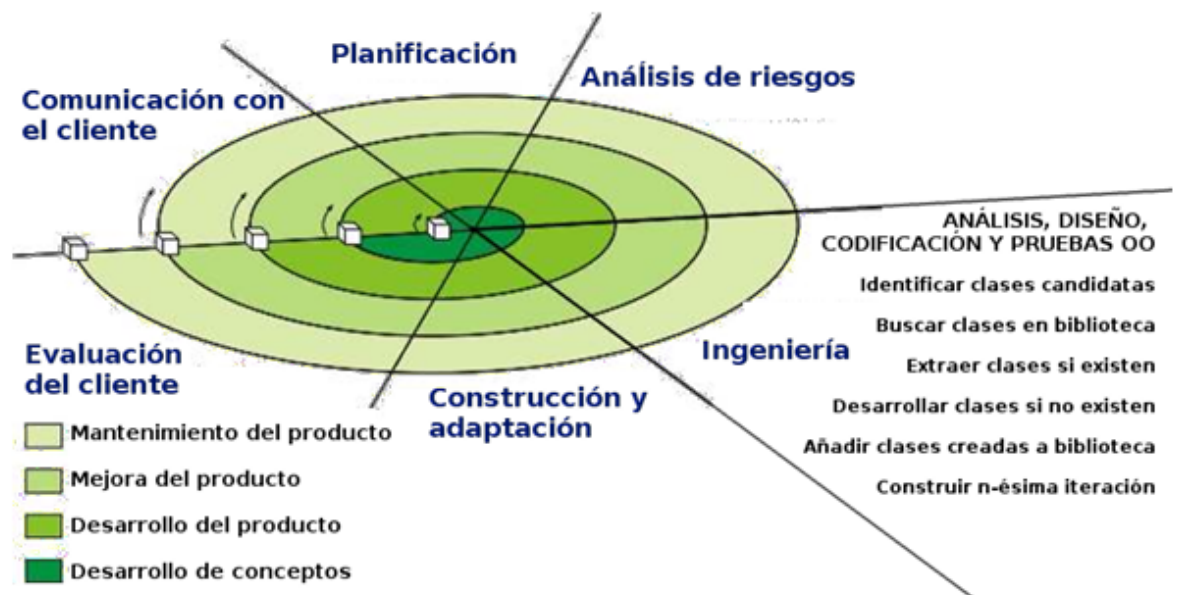 Planificación
Análisis de riesgos
Comunicación con
el cliente
ANÁLISIS, DISEÑO,
CODIFICACIÓN Y PRUEBAS OO
Identificar clases candidatas
Buscar clases en biblioteca
Extraer clases si existen
Desarrollar clases si no existen
Añadir clases creadas a biblioteca
Construir n-ésima iteración
Ingeniería
Construcción y
adaptación
Evaluación
del cliente
Mantenimiento del producto
Mejora del producto
Desarrollo del producto
Desarrollo de conceptos